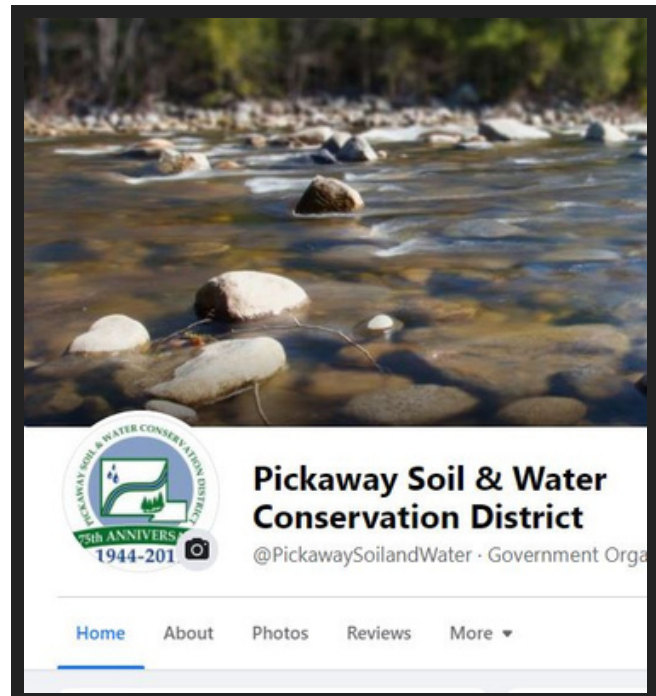 PICKAWAY SOIL & WATER CONSERVATION DISTRICT
75th ANNIVERS
1944-201
Pickaway Soil & Water
Conservation District
@PickawaySoilandWater · Government Orga
Home About Photos Reviews More